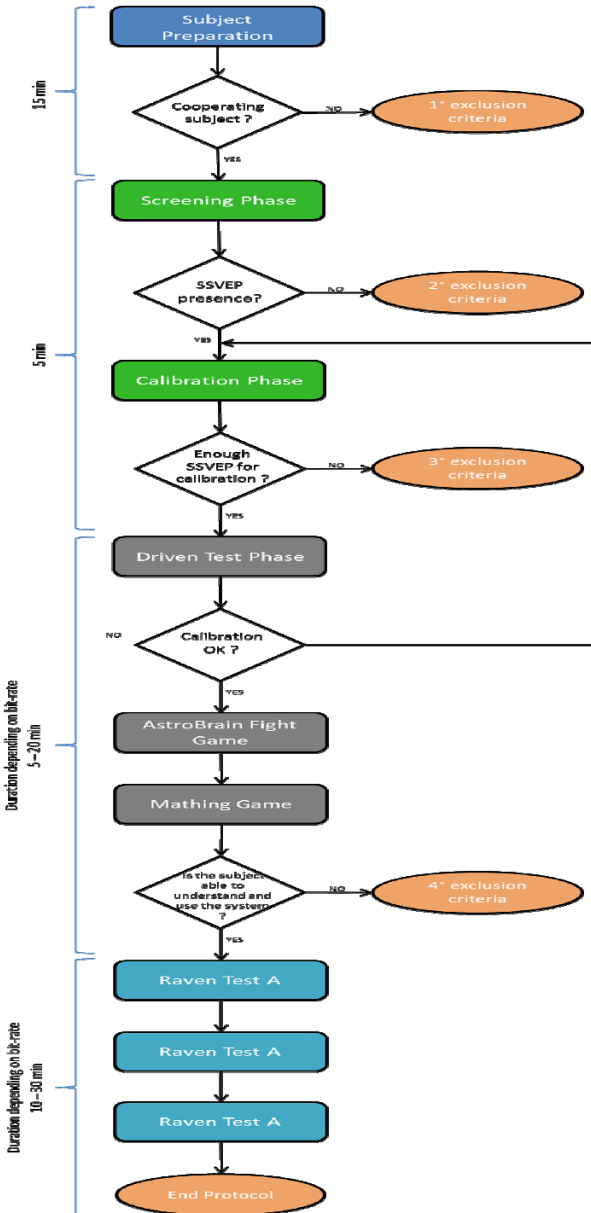 Subject
Preparation
15 min
Cooperating
subject ?
NO
1° exclusion
criteria
YES
Screening Phase
SSVEP
presence?
NO
2° exclusion
criteria
YES
5 min
Calibration Phase
Enough
SSVEP for
calibration ?
NO
3° exclusion
criteria
YES
Driven Test Phase
NO
Calibration
OK ?
YES
Duration depending on bit-rate
5–20 min
AstroBrain Fight
Game
Mathing Game
Is the subject
able to
understand and
use the system
?
NO
4° exclusion
criteria
YES
Raven Test A
Raven Test A
Duration depending on bit-rate
10–30 min
Raven Test A
End Protocol